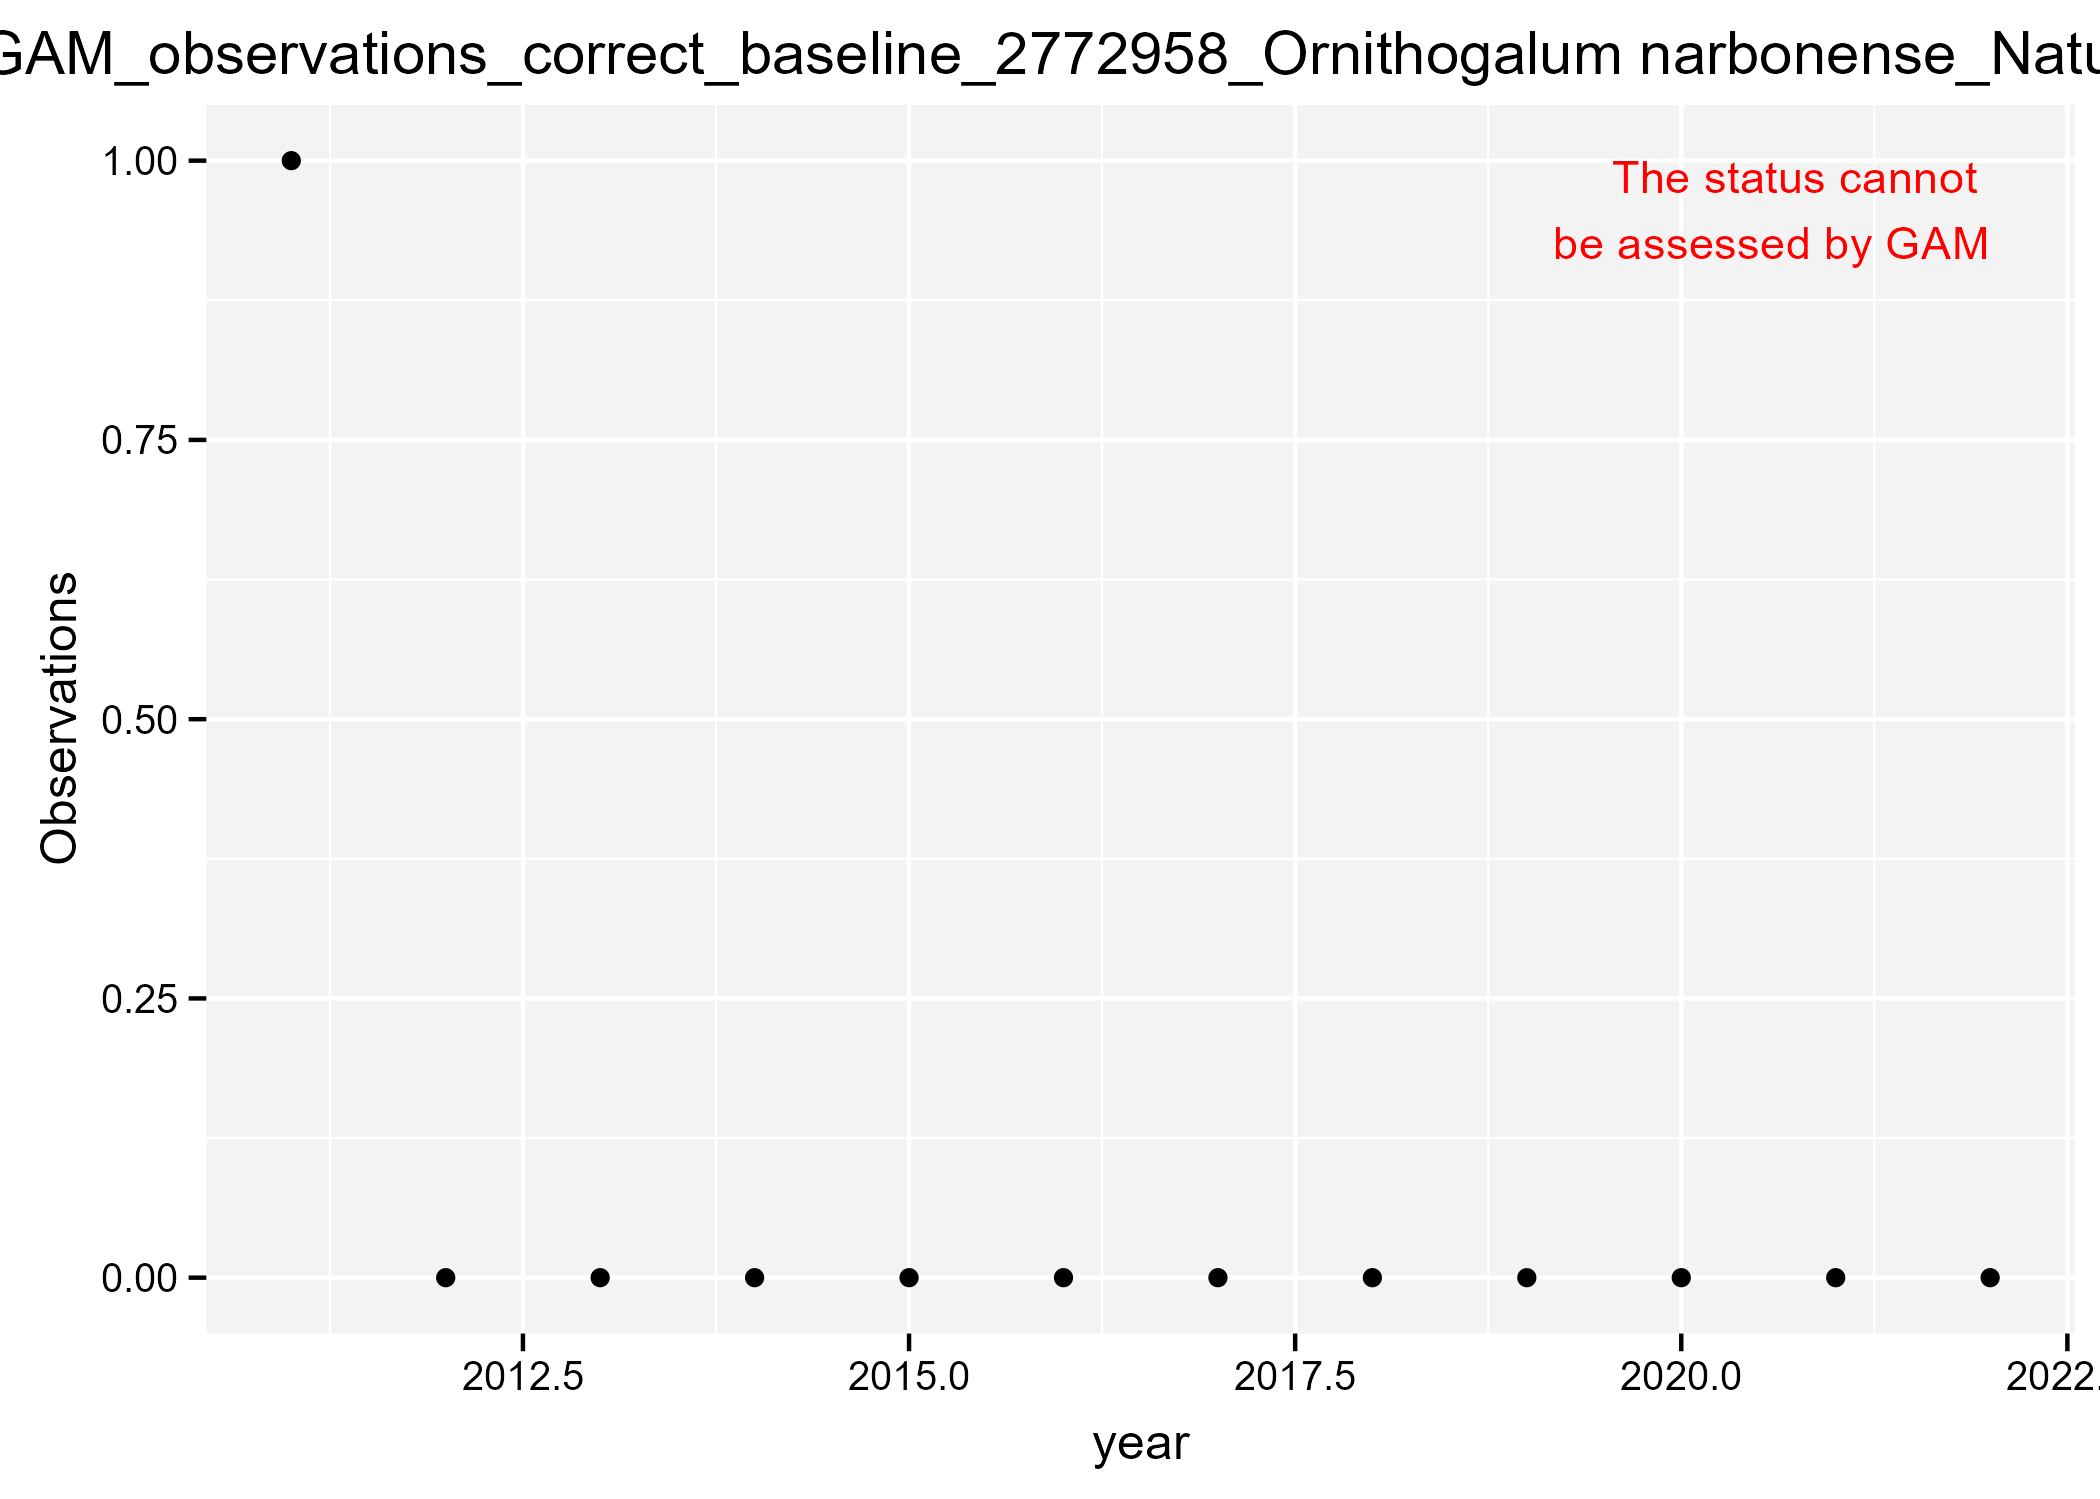 GAM_observations_correct_baseline_2772958_Ornithogalum narbonense_Natu
The status cannot
be assessed by GAM
1.00
0.75
0.50
0.25
0.00
Observations
2012.5
2015.0
2017.5
2020.0
2022.
year